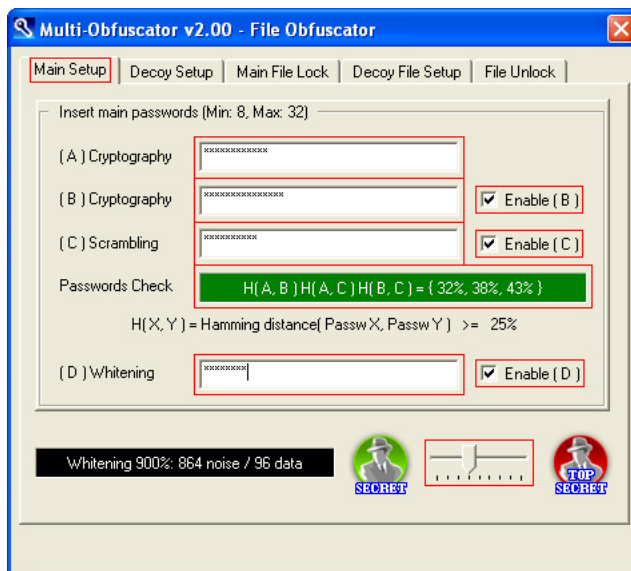 Multi-Obfuscator v2.00 - File Obfuscator
Main Setup Decoy Setup Main File Lock Decoy File Setup File Unlock
Insert main passwords (Min: 8, Max: 32)
( A ) Cryptography ************
( B ) Cryptography *************** Enable ( B )
( C ) Scrambling ********** Enable ( C )
Passwords Check H( A, B ) H( A, C ) H( B, C ) = { 32%, 38%, 43% }
H( X, Y ) = Hamming distance( Passw X, Passw Y ) >= 25%
( D ) Whitening ******** Enable ( D )
Whitening 900%: 864 noise / 96 data
SECRET
TOP
SECRET